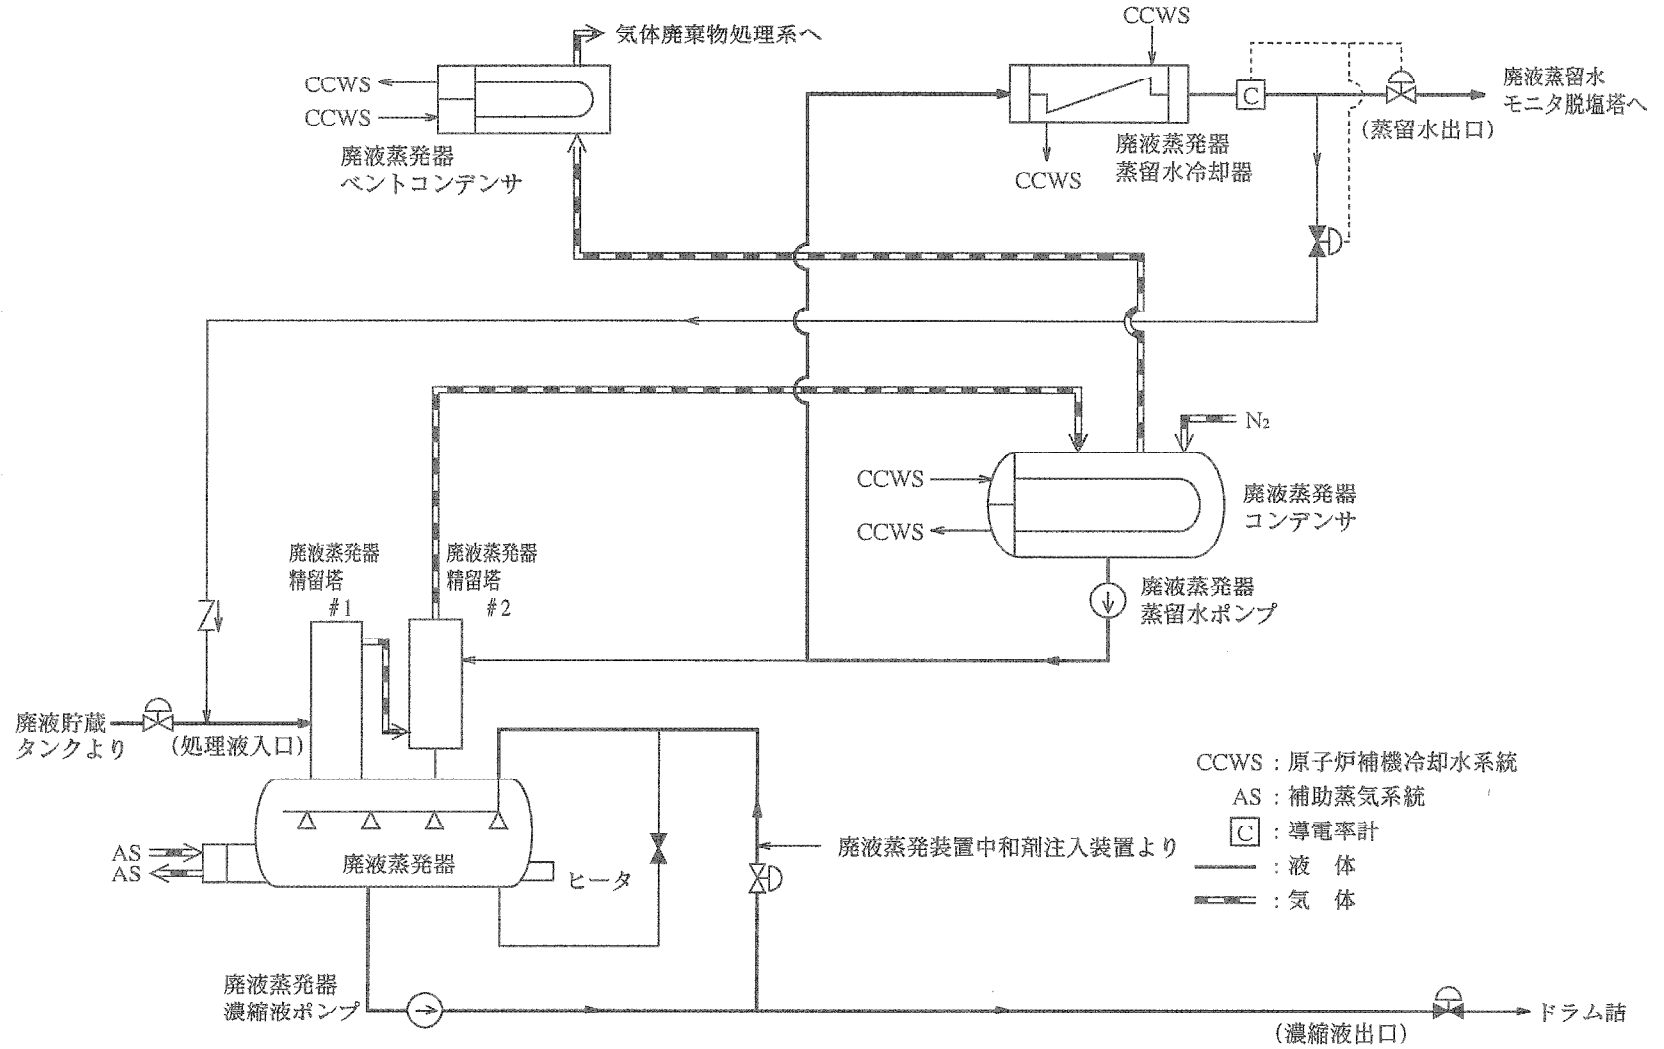 CCWS
気体廃棄物処理系へ
CCWS
CCWS
廃液蒸発器
ベントコンデンサ
C
廃液蒸留水
モニタ脱塩塔へ
(蒸留水出口)
廃液蒸発器
蒸留水冷却器
CCWS
N₂
CCWS
CCWS
廃液蒸発器
コンデンサ
廃液蒸発器
精留塔
#1
廃液蒸発器
精留塔
#2
廃液蒸発器
蒸留水ポンプ
廃液貯蔵
タンクより
(処理液入口)
AS
AS
廃液蒸発器
ヒータ
廃液蒸発装置中和剤注入装置より
CCWS：原子炉補機冷却水系統
AS：補助蒸気系統
C：導電率計
：液　体
：気　体
廃液蒸発器
濃縮液ポンプ
(濃縮液出口)
ドラム詰